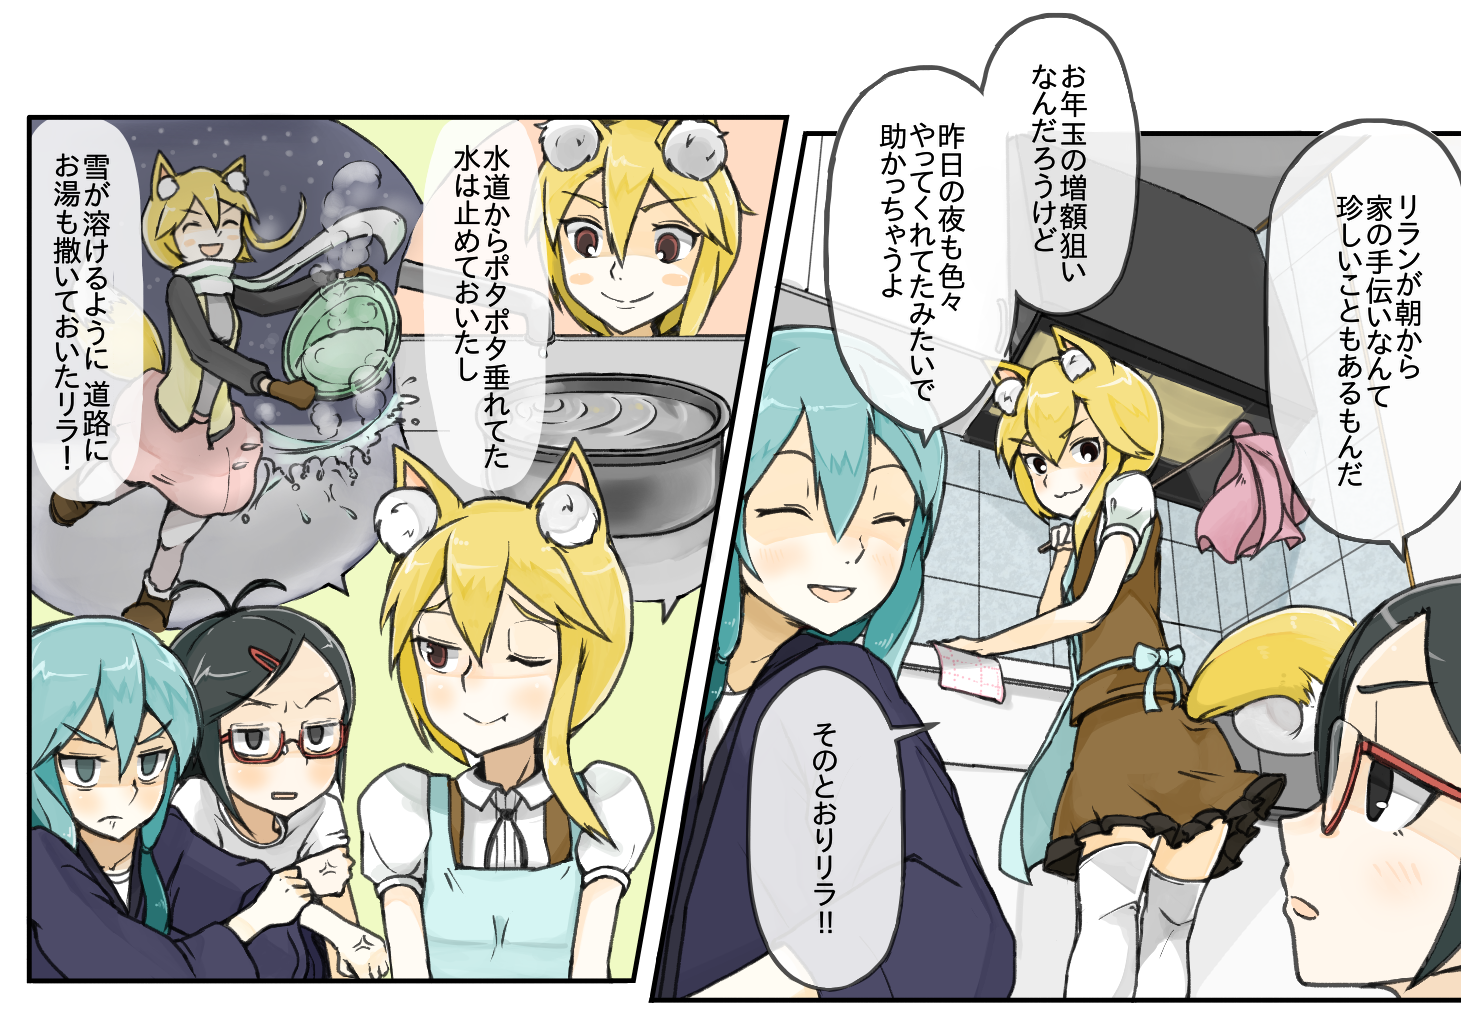 リランが朝から
家の手伝いなんて
珍しいこともあるもんだ
お年玉の増額狙い
なんだろうけど
昨日の夜も色々
やってくれてたみたいで
助かっちゃうよ
そのとおりリラ!!
水道からポタポタ垂れてた
水は止めておいたし
雪が溶けるように 道路に
お湯も撒いておいたリラ!